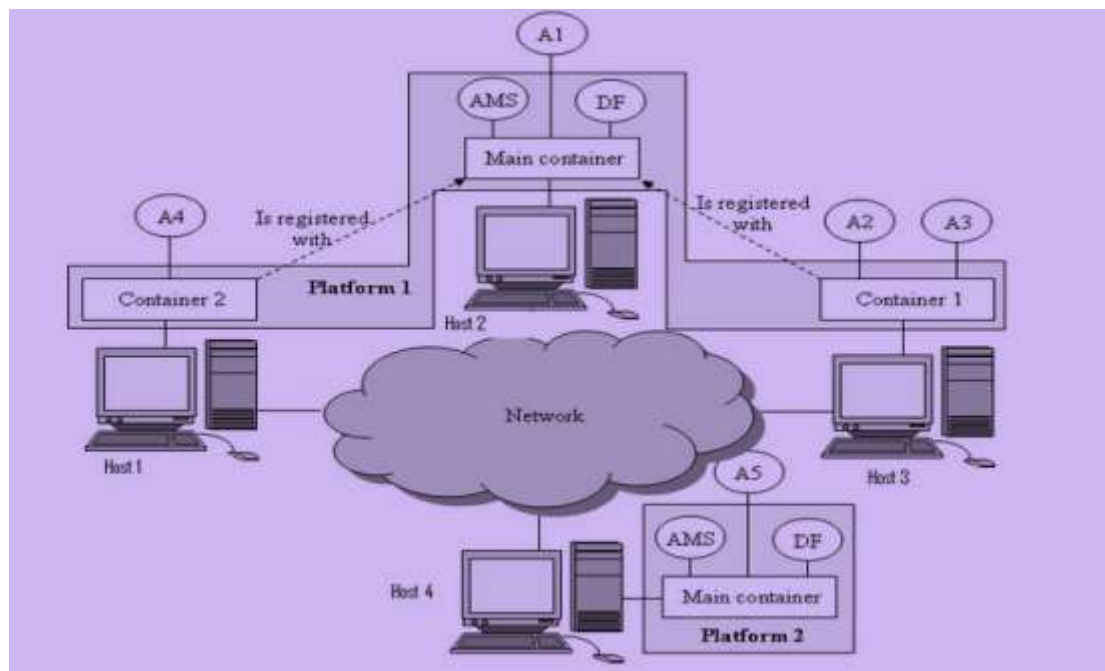 A1
AMS
DF
Main container
A4
Is registered
with
Is registered
with
A2
A3
Container 2
Platform 1
Container 1
Host 2
Network
Host 1
Host 3
A5
AMS
DF
Host 4
Main container
Platform 2